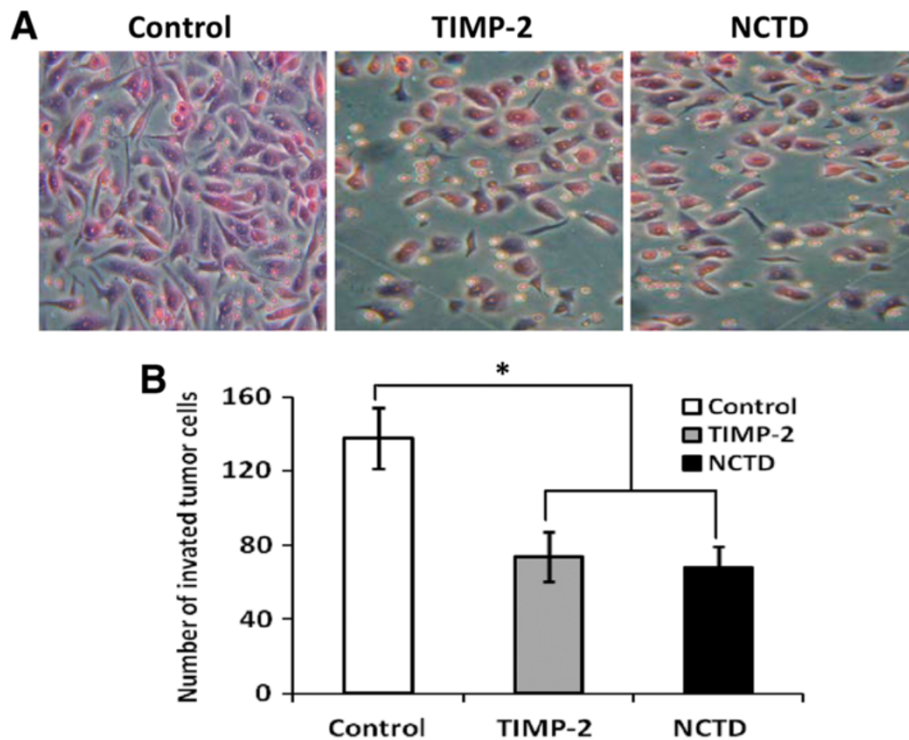 A
Control
TIMP-2
NCTD
B
Number of invated tumor cells
160
120
80
40
0
*
Control
TIMP-2
NCTD
Control
TIMP-2
NCTD